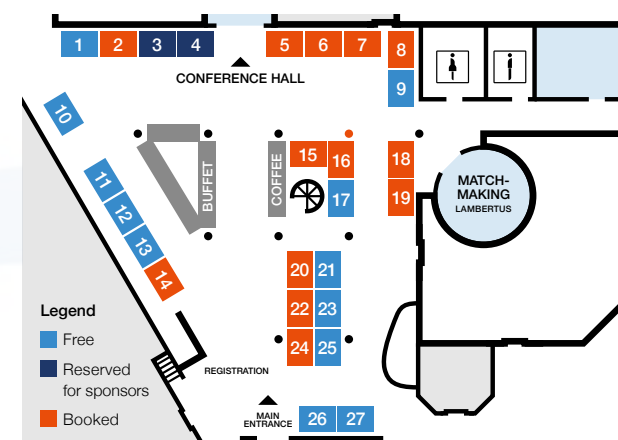 1 2 3 4 5 6 7 8
CONFERENCE HALL
9
10
15 16 18
11
BUFFET
COFFEE
17 19
MATCH-
MAKING
LAMBERTUS
12
13
14
20 21
22 23
24 25
Legend
Free
Reserved
for sponsors
Booked
REGISTRATION
MAIN
ENTRANCE
26 27